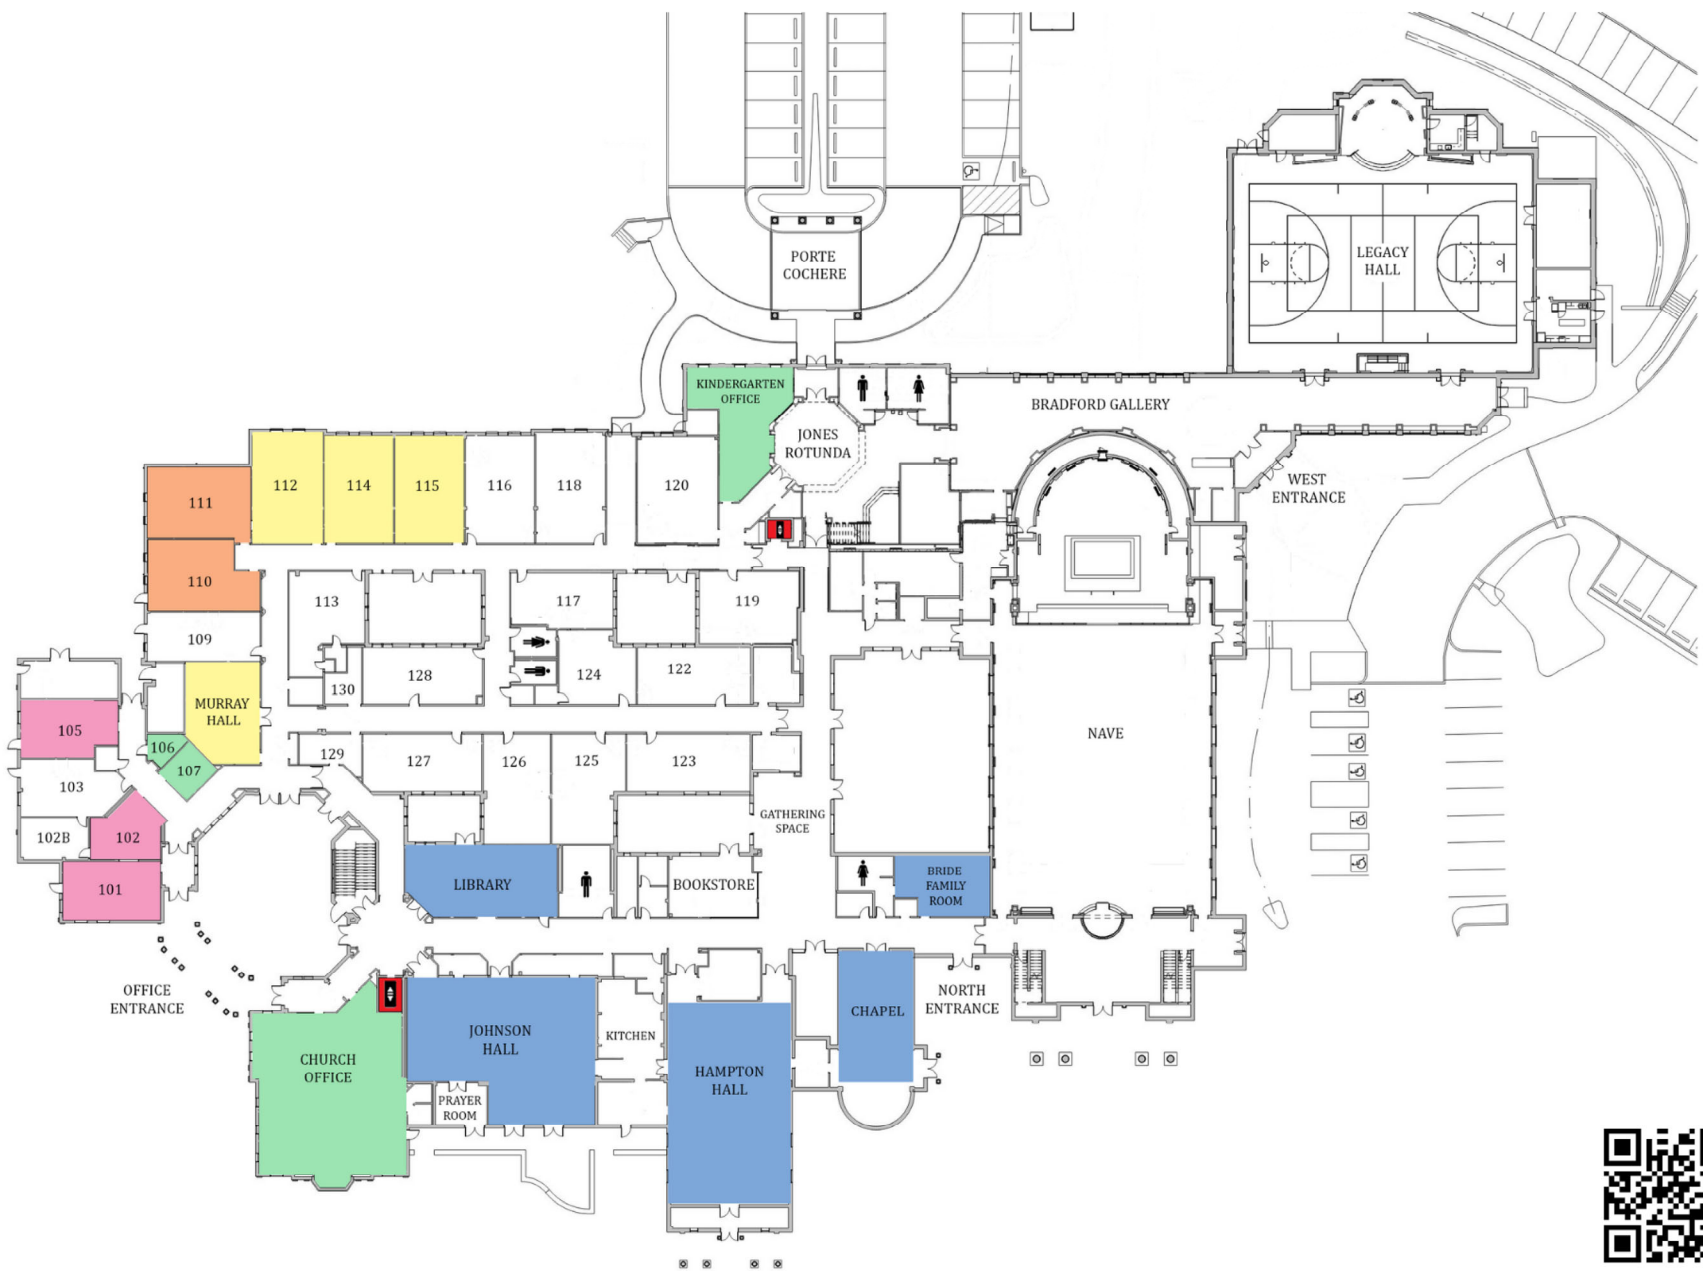 PORTE
COCHERE
LEGACY
HALL
KINDERGARTEN
OFFICE
BRADFORD GALLERY
JONES
ROTUNDA
WEST
ENTRANCE
112
114
115
116
118
120
111
110
113
117
119
109
128
130
124
122
MURRAY
HALL
105
106
107
103
102B
102
101
129
127
126
125
123
NAVE
GATHERING
SPACE
LIBRARY
BOOKSTORE
BRIDE
FAMILY
ROOM
OFFICE
ENTRANCE
NORTH
ENTRANCE
CHAPEL
JOHNSON
HALL
KITCHEN
CHURCH
OFFICE
HAMPTON
HALL
PRAYER
ROOM